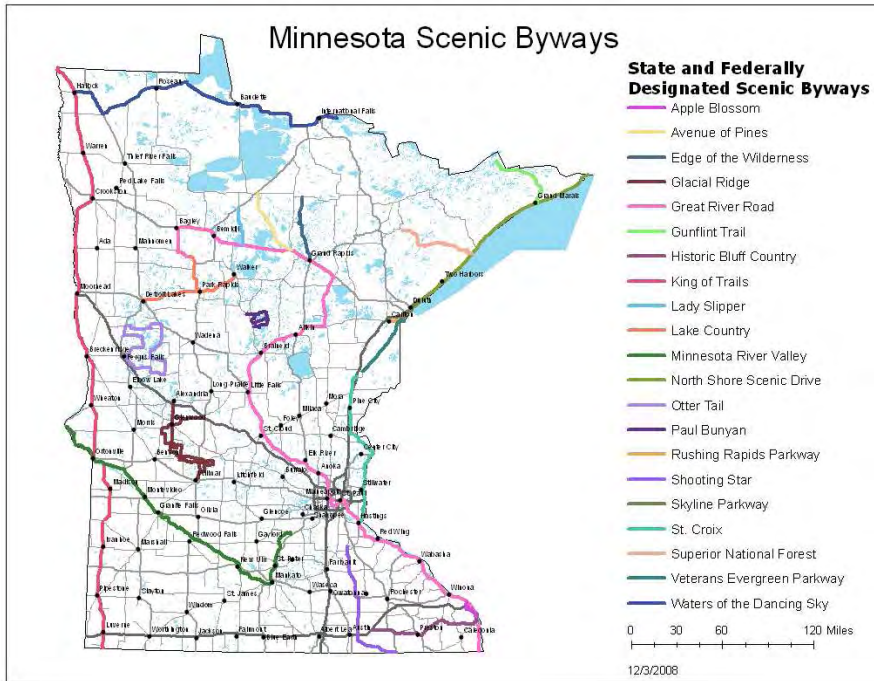 Minnesota Scenic Byways
State and Federally
Designated Scenic Byways
Apple Blossom
Avenue of Pines
Edge of the Wilderness
Glacial Ridge
Great River Road
Gunflint Trail
Historic Bluff Country
King of Trails
Lady Slipper
Lake Country
Minnesota River Valley
North Shore Scenic Drive
Otter Tail
Paul Bunyan
Rushing Rapids Parkway
Shooting Star
Skyline Parkway
St. Croix
Superior National Forest
Veterans Evergreen Parkway
Waters of the Dancing Sky
0 30 60 120 Miles
12/3/2008
Hallock
Roseau
Baudette
International Falls
Warren
Thief River Falls
Red Lake Falls
Crookston
Grand Marais
Bagley
Bemidji
Ada
Mahnomen
Grand Rapids
Walker
Two Harbors
Moorhead
Park Rapids
Detroit Lakes
Duluth
Carlton
Aitkin
Wadena
Brainerd
Breckenridge
Fergus Falls
Elbow Lake
Long Prairie
Little Falls
Alexandria
Wheaton
Mora
Milaca
Pine City
Glenwood
Foley
Morris
St. Cloud
Cambridge
Center City
Ortonville
Benson
Elk River
Willmar
Litchfield
Buffalo
Anoka
Stillwater
Madison
Montevideo
Granite Falls
Olivia
Glencoe
Chaska
Shakopee
Hastings
Ivanhoe
Marshall
Redwood Falls
Gaylord
Red Wing
New Ulm
St. Peter
Faribault
Wabasha
Mankato
Pipestone
Slayton
St. James
Waseca
Owatonna
Rochester
Winona
Windom
Luverne
Worthington
Jackson
Fairmont
Blue Earth
Albert Lea
Austin
Preston
Caledonia